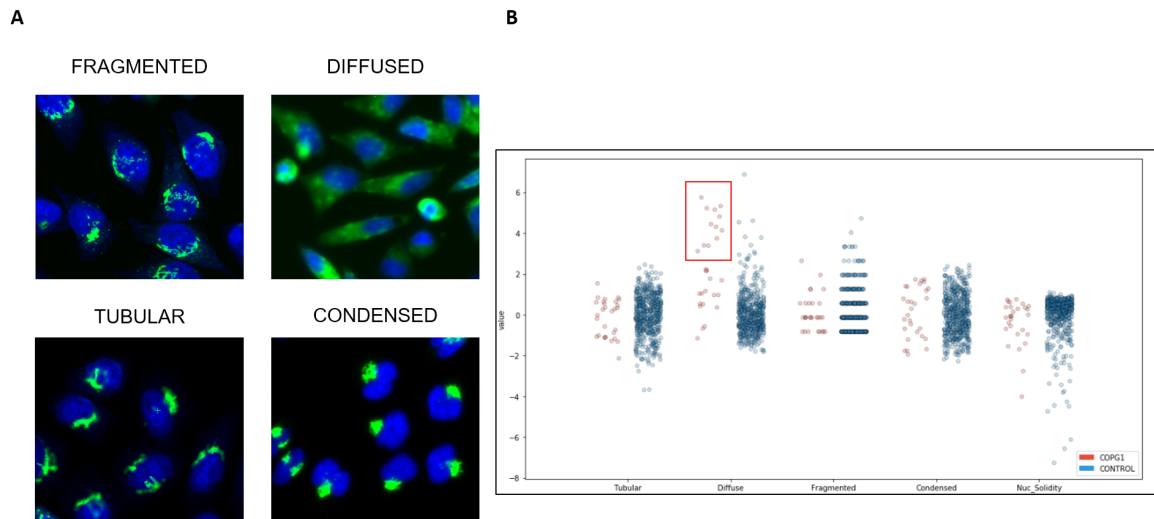 A
B
FRAGMENTED
DIFFUSED
TUBULAR
CONDENSED
value
6
4
2
0
−2
−4
−6
−8
Tubular
Diffuse
Fragmented
Condensed
Nuc_Solidity
COPG1
CONTROL